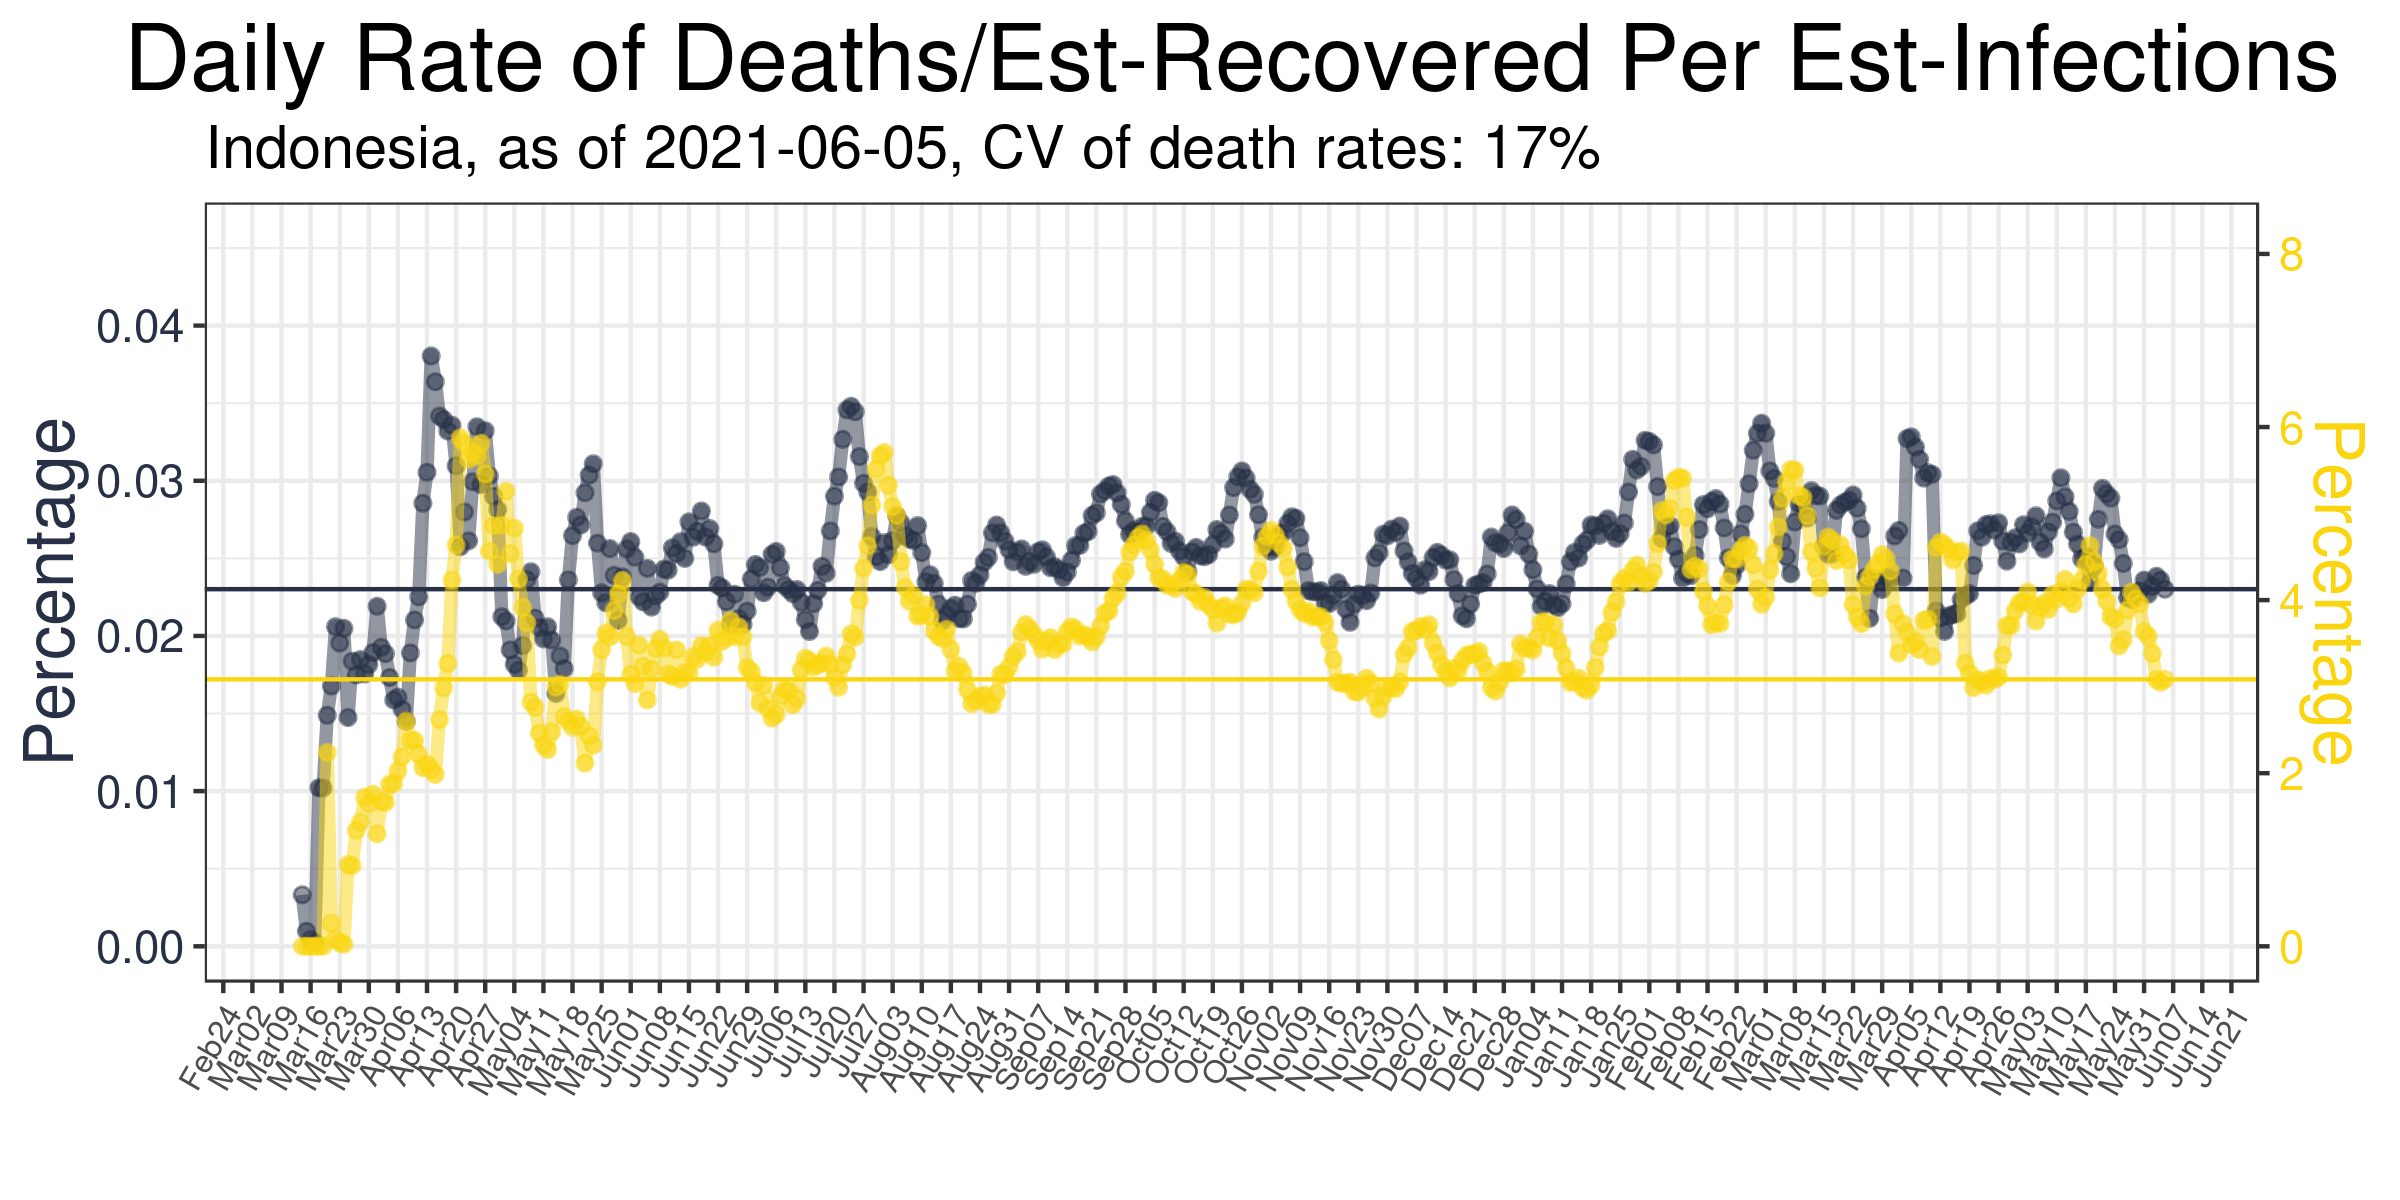 Daily Rate of Deaths/Est-Recovered Per Est-Infections
Indonesia, as of 2021-06-05, CV of death rates: 17%
Percentage
0.04
0.03
0.02
0.01
0.00
8
6
4
2
0
Percentage
Feb24 Mar02 Mar09 Mar16 Mar23 Mar30 Apr06 Apr13 Apr20 Apr27 May04 May11 May18 May25 Jun01 Jun08 Jun15 Jun22 Jun29 Jul06 Jul13 Jul20 Jul27 Aug03 Aug10 Aug17 Aug24 Aug31 Sep07 Sep14 Sep21 Sep28 Oct05 Oct12 Oct19 Oct26 Nov02 Nov09 Nov16 Nov23 Nov30 Dec07 Dec14 Dec21 Dec28 Jan04 Jan11 Jan18 Jan25 Feb01 Feb08 Feb15 Feb22 Mar01 Mar08 Mar15 Mar22 Mar29 Apr05 Apr12 Apr19 Apr26 May03 May10 May17 May24 May31 Jun07 Jun14 Jun21